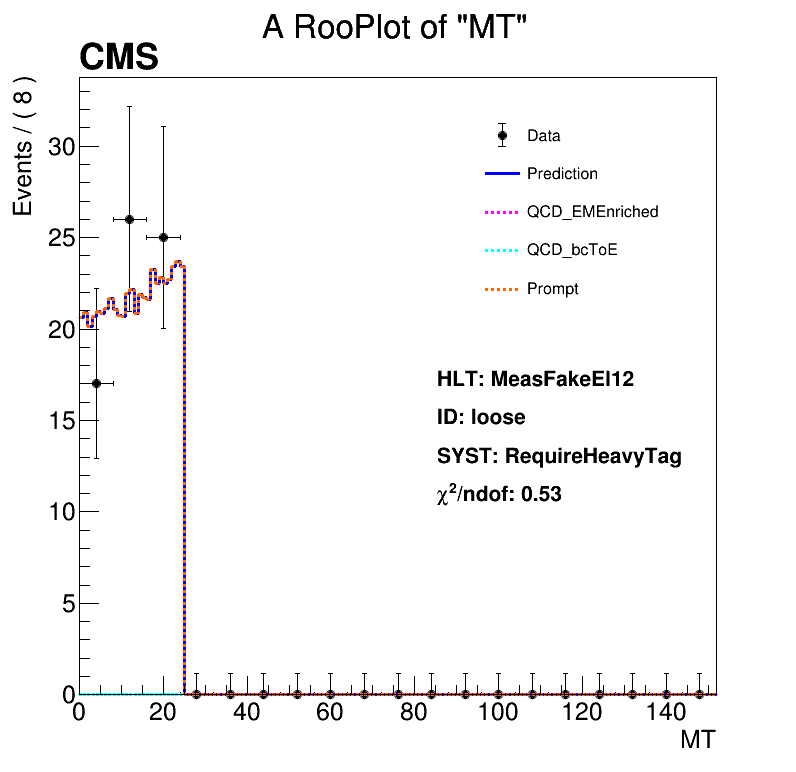 A RooPlot of "MT"
CMS
Events / ( 8 )
30
25
20
15
10
5
0
Data
Prediction
QCD_EMEnriched
QCD_bcToE
Prompt
HLT: MeasFakeEl12
ID: loose
SYST: RequireHeavyTag
χ²/ndof: 0.53
0 20 40 60 80 100 120 140
MT